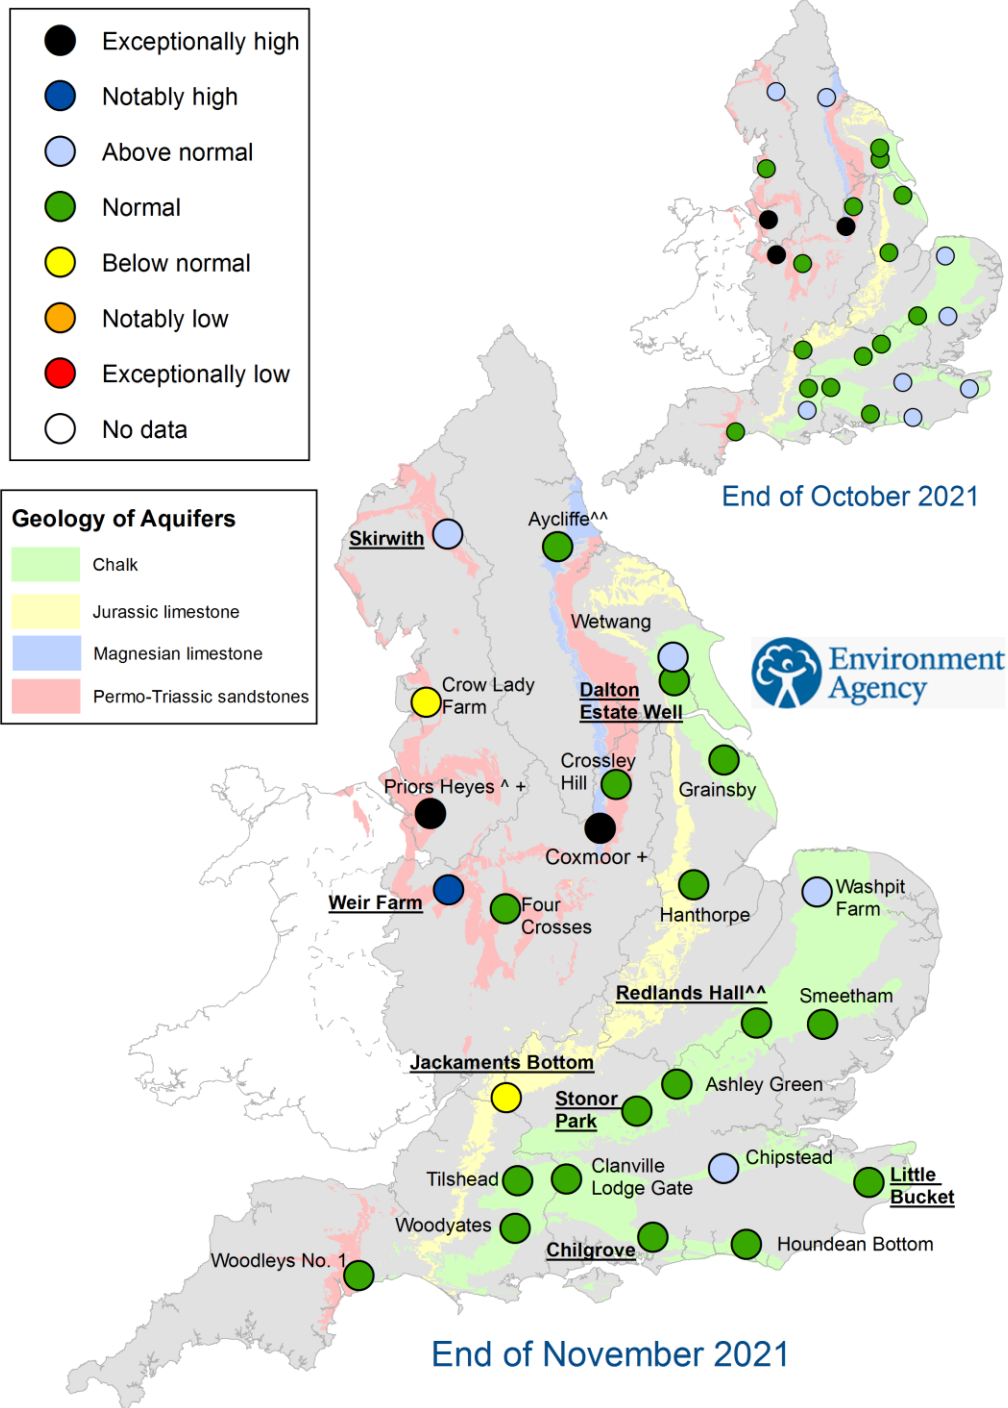 Exceptionally high
Notably high
Above normal
Normal
Below normal
Notably low
Exceptionally low
No data
End of October 2021
Geology of Aquifers
Chalk
Jurassic limestone
Magnesian limestone
Permo-Triassic sandstones
Environment
Agency
Skirwith
Aycliffe^^
Wetwang
Dalton
Estate Well
Crow Lady
Farm
Crossley
Hill
Grainsby
Priors Heyes ^ +
Coxmoor +
Weir Farm
Four
Crosses
Hanthorpe
Washpit
Farm
Redlands Hall^^
Smeetham
Jackaments Bottom
Stonor
Park
Ashley Green
Tilshead
Clanville
Lodge Gate
Chipstead
Little
Bucket
Woodyates
Chilgrove
Houndean Bottom
Woodleys No. 1
End of November 2021